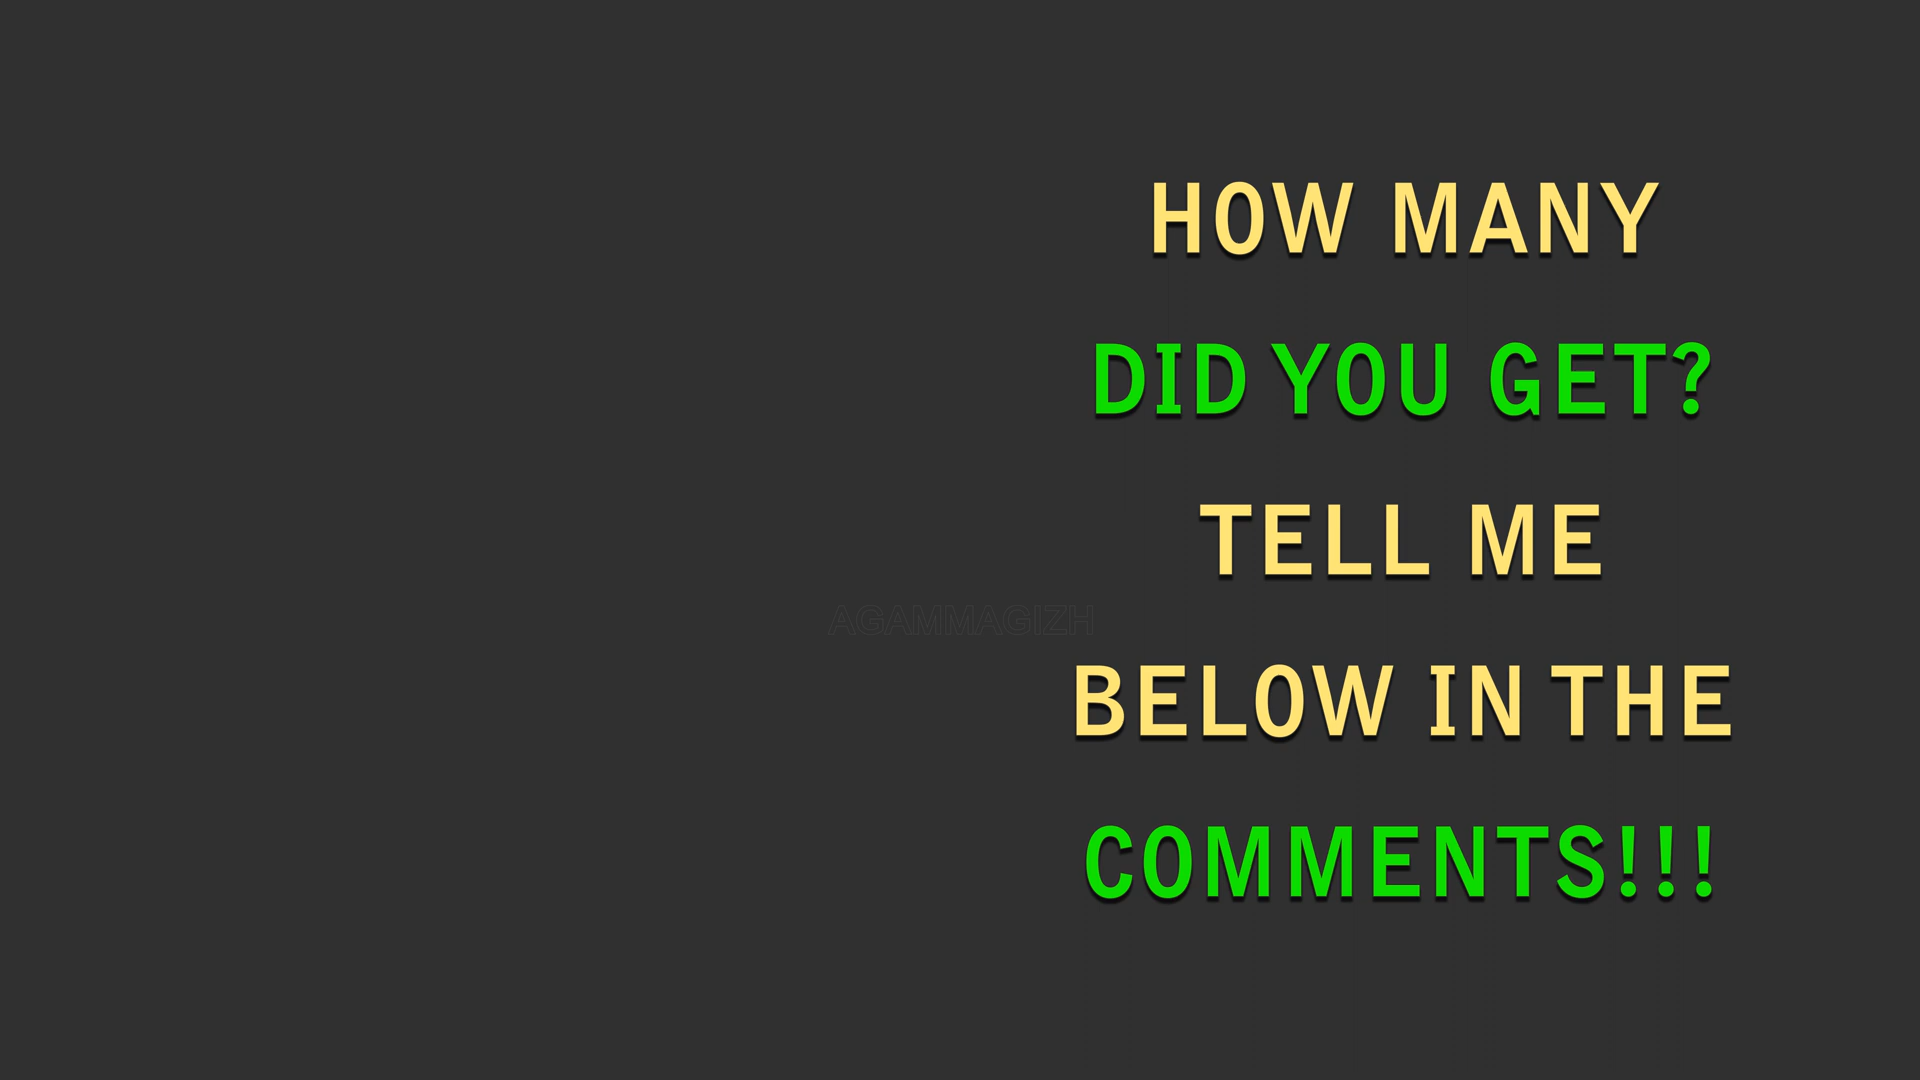 HOW MANY
DID YOU GET?
TELL ME
AGAMMAGIZH
BELOW IN THE
COMMENTS!!!